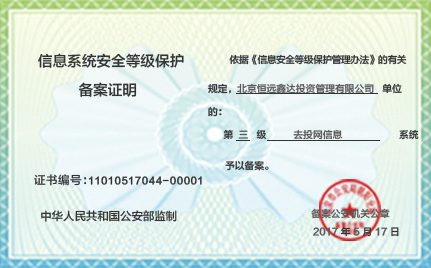 信息系统安全等级保护
备案证明
证书编号:11010517044-00001
中华人民共和国公安部监制
依据《信息安全等级保护管理办法》的有关
规定，北京恒远鑫达投资管理有限公司 单位
的：
第 三 级 去投网信息 系统
予以备案。
备案公安机关公章
2017 年 5 月 17 日